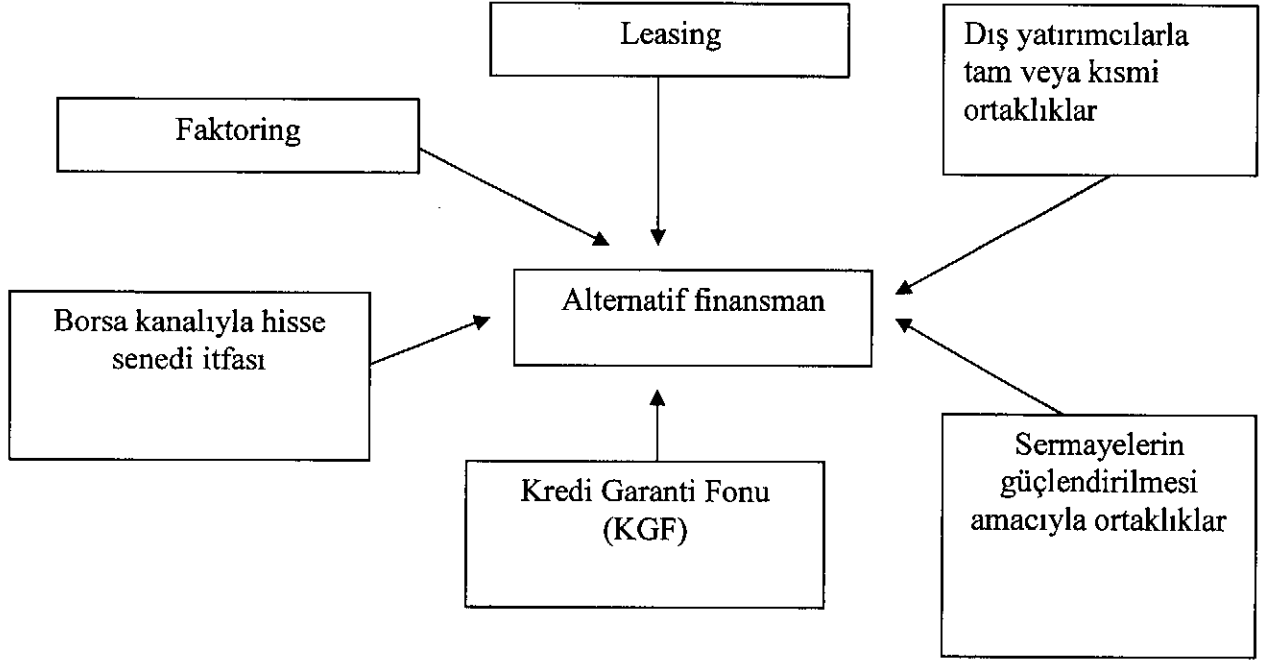 Leasing
Dış yatırımcılarla
tam veya kısmi
ortaklıklar
Faktoring
Alternatif finansman
Borsa kanalıyla hisse
senedi itfası
Kredi Garanti Fonu
(KGF)
Sermayelerin
güçlendirilmesi
amacıyla ortaklıklar